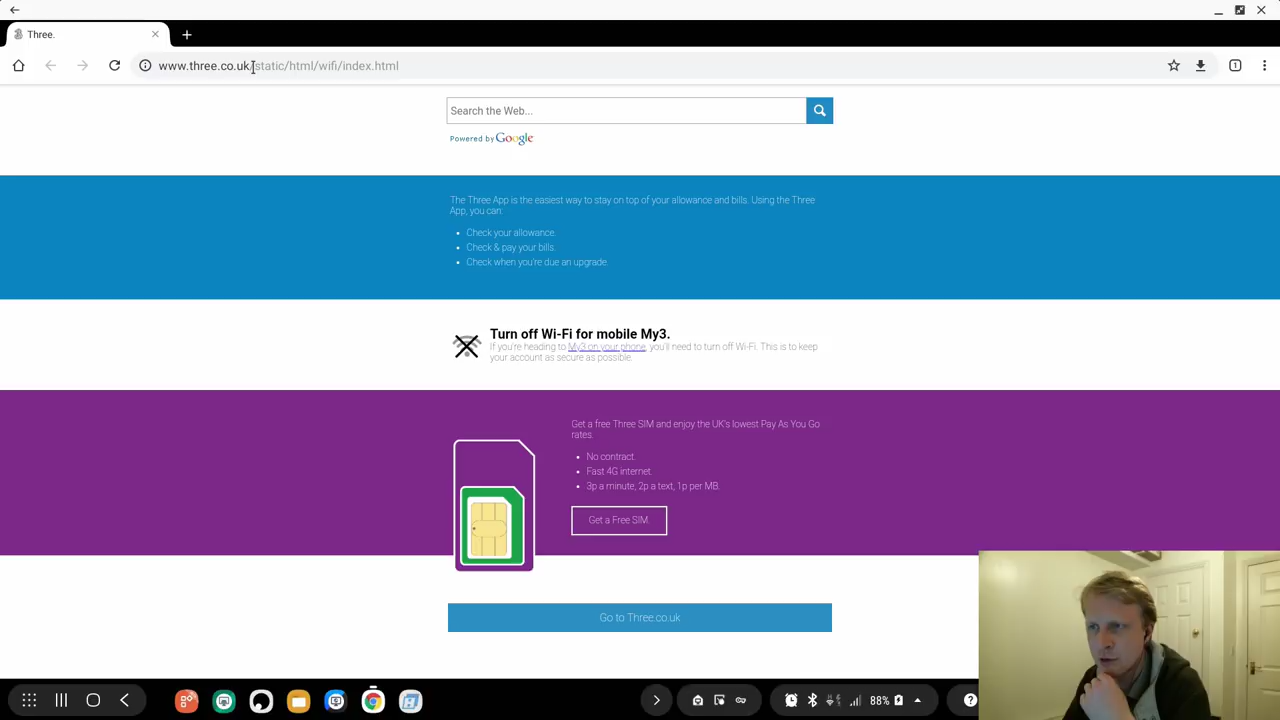 Three.
www.three.co.uk/static/html/wifi/index.html
1
Search the Web...
Powered by Google
The Three App is the easiest way to stay on top of your allowance and bills. Using the Three
App, you can:
• Check your allowance.
• Check & pay your bills.
• Check when you're due an upgrade.
Turn off Wi-Fi for mobile My3.
If you're heading to My3 on your phone, you'll need to turn off Wi-Fi. This is to keep
your account as secure as possible.
Get a free Three SIM and enjoy the UK's lowest Pay As You Go
rates.
• No contract.
• Fast 4G internet.
• 3p a minute, 2p a text, 1p per MB.
Get a Free SIM.
Go to Three.co.uk
88%